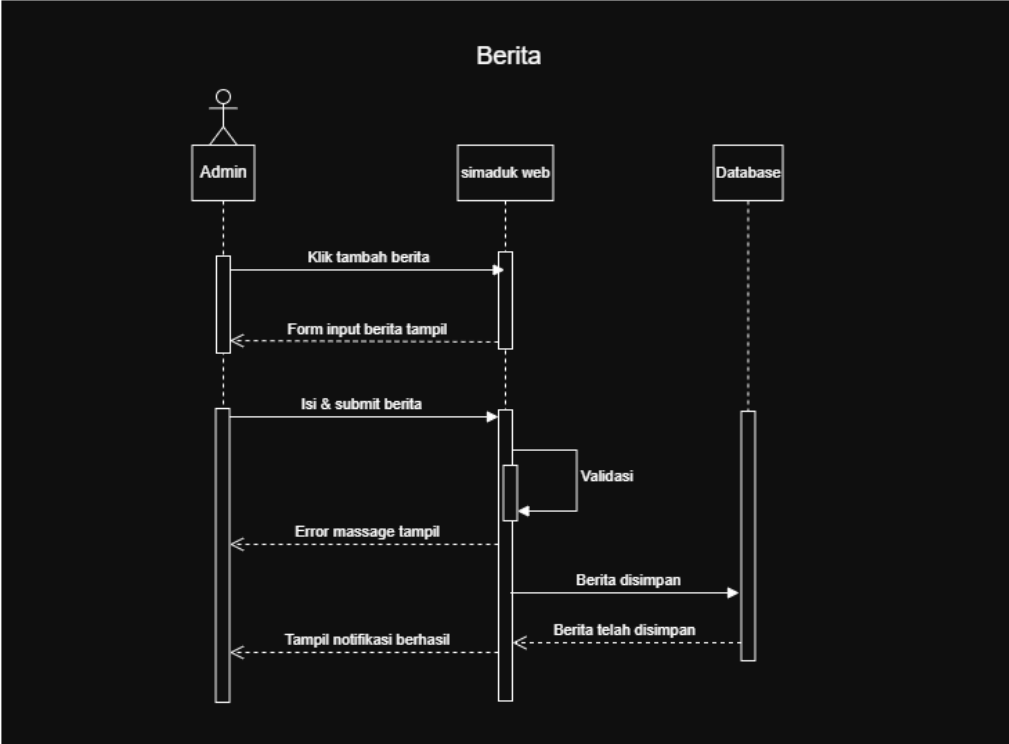 Berita
Admin
simaduk web
Database
Klik tambah berita
Form input berita tampil
Isi & submit berita
Validasi
Error massage tampil
Berita disimpan
Berita telah disimpan
Tampil notifikasi berhasil